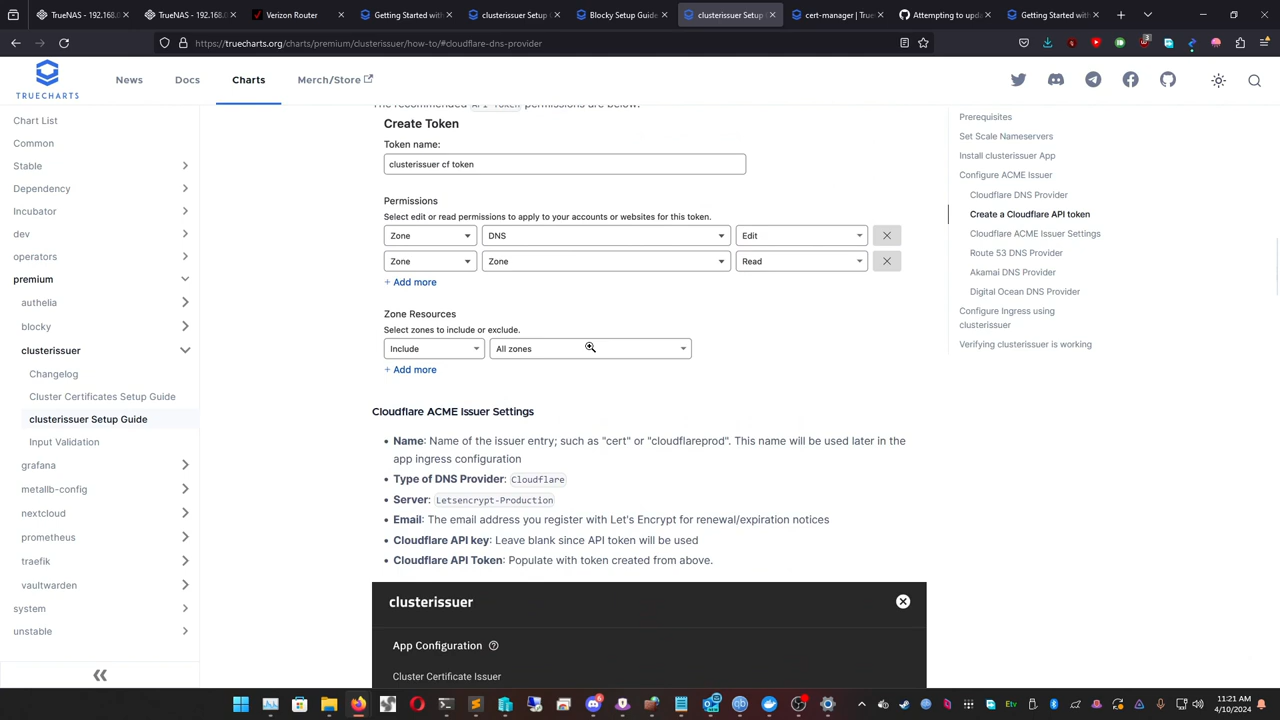 TrueNAS - 192.168.0
TrueNAS - 192.168.0
Verizon Router
Getting Started with
clusterissuer
Blocky Setup Guide
clusterissuer Setup
cert-manager | True
Attempting to upda
Getting Started with
https://truecharts.org/charts/premium/clusterissuer/how-to/#cloudflare-dns-provider
TRUECHARTS
News
Docs
Charts
Merch/Store
Chart List
Common
Stable
Dependency
Incubator
dev
operators
premium
authelia
blocky
clusterissuer
Changelog
Cluster Certificates Setup Guide
clusterissuer Setup Guide
Input Validation
grafana
metallb-config
nextcloud
prometheus
traefik
vaultwarden
system
unstable
The recommended API Token permissions are below:
Create Token
Token name:
clusterissuer cf token
Permissions
Select edit or read permissions to apply to your accounts or websites for this token.
Zone DNS Edit
Zone Zone Read
+ Add more
Zone Resources
Select zones to include or exclude.
Include All zones
+ Add more
Cloudflare ACME Issuer Settings
• Name: Name of the issuer entry; such as "cert" or "cloudflareprod". This name will be used later in the
app ingress configuration
• Type of DNS Provider: Cloudflare
• Server: Letsencrypt-Production
• Email: The email address you register with Let's Encrypt for renewal/expiration notices
• Cloudflare API key: Leave blank since API token will be used
• Cloudflare API Token: Populate with token created from above.
clusterissuer
App Configuration
Cluster Certificate Issuer
Prerequisites
Set Scale Nameservers
Install clusterissuer App
Configure ACME Issuer
Cloudflare DNS Provider
Create a Cloudflare API token
Cloudflare ACME Issuer Settings
Route 53 DNS Provider
Akamai DNS Provider
Digital Ocean DNS Provider
Configure Ingress using
clusterissuer
Verifying clusterissuer is working
11:21 AM
4/10/2024